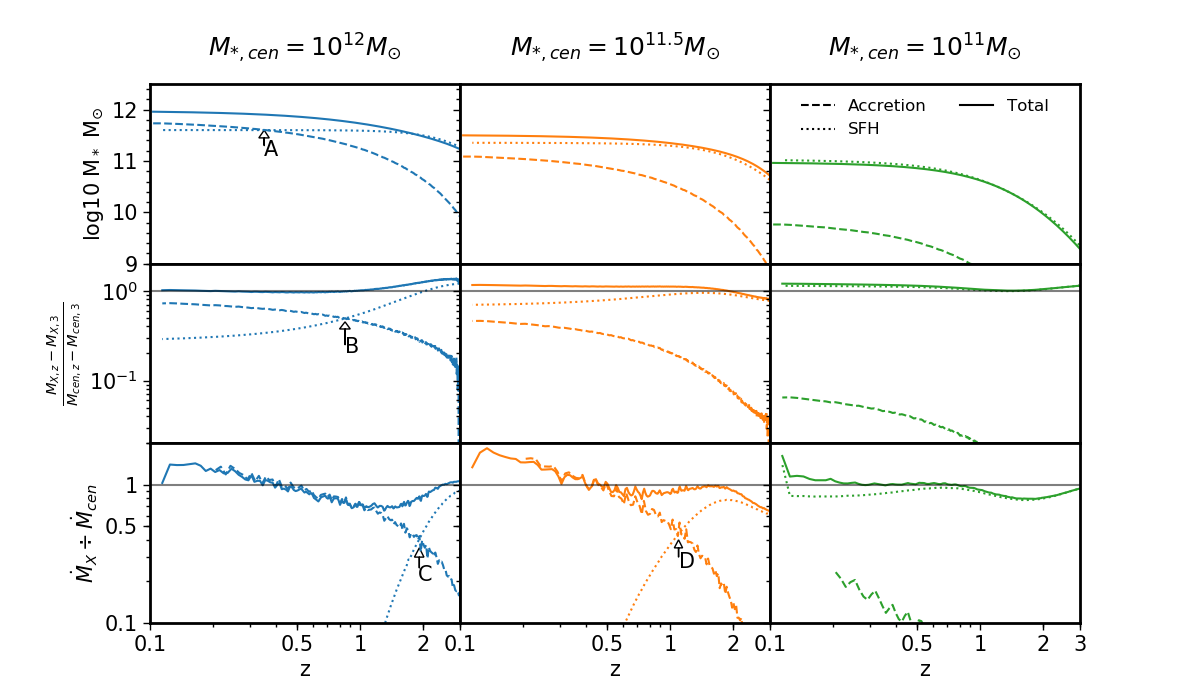 M*,cen = 10^12 M⊙ M*,cen = 10^11.5 M⊙ M*,cen = 10^11 M⊙
log10 M* M⊙
12
11
10
9
Accretion
SFH
Total
A
M_X,z − M_X,3
M_cen,z − M_cen,3
10^0
10^−1
B
Ṁ_X ÷ Ṁ_cen
1
0.5
0.1
C
D
0.1 0.5 1 2 0.1 0.5 1 2 0.1 0.5 1 2 3
z z z